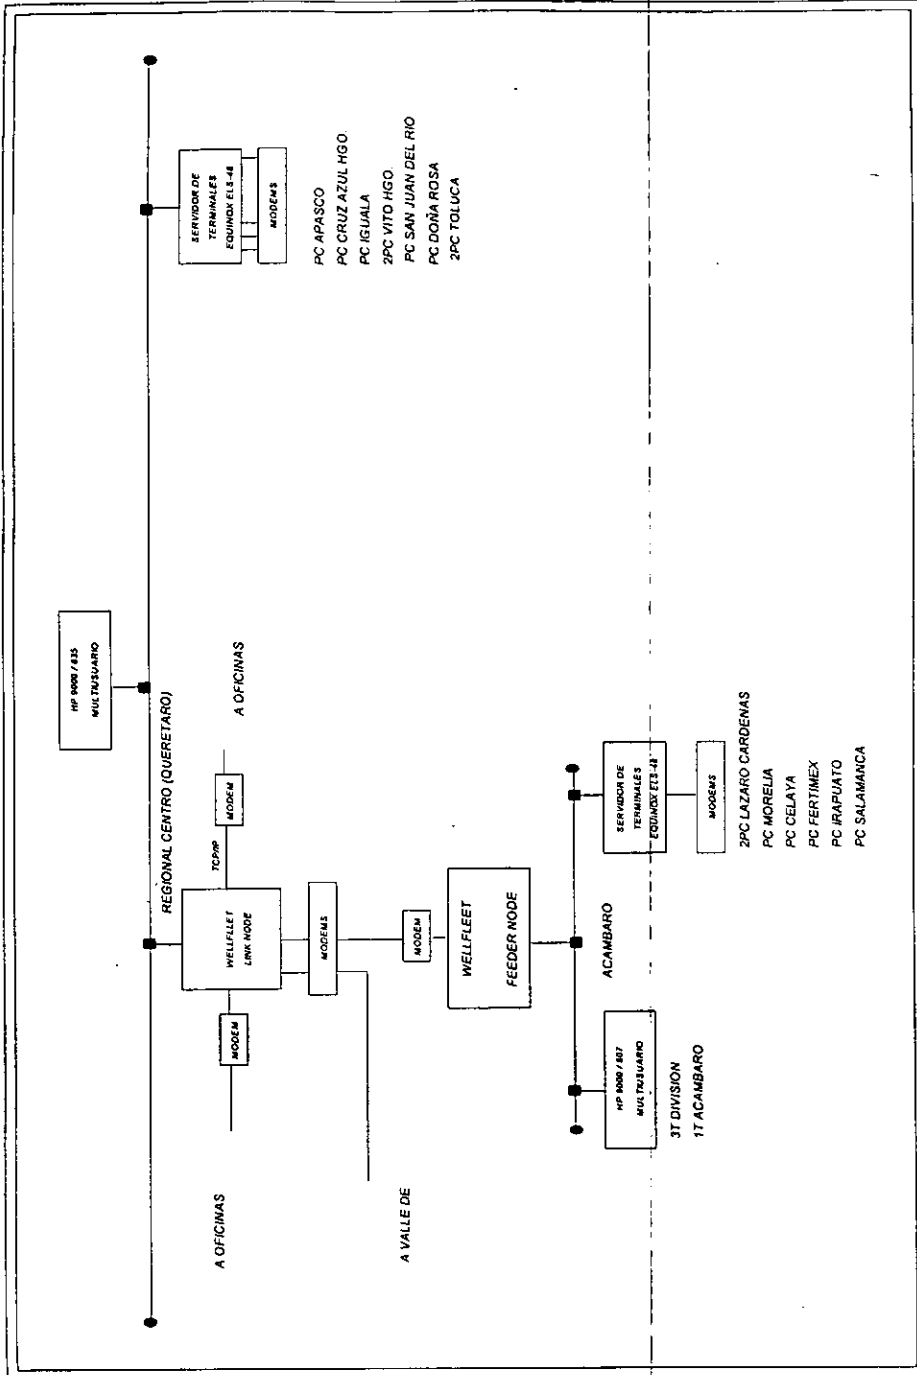 HP 9000 / 835
MULTIUSUARIO
REGIONAL CENTRO (QUERETARO)
SERVIDOR DE
TERMINALES
EQUINOX ELS-48
MODEMS
PC APASCO
PC CRUZ AZUL HGO.
PC IGUALA
2PC VITO HGO.
PC SAN JUAN DEL RIO
PC DOÑA ROSA
2PC TOLUCA
A OFICINAS
MODEM
WELLFLLET
LINK NODE
TCP/IP
MODEM
A OFICINAS
MODEMS
A VALLE DE
MODEM
WELLFLEET
FEEDER NODE
ACAMBARO
HP 9000 / 807
MULTIUSUARIO
3T DIVISION
1T ACAMBARO
SERVIDOR DE
TERMINALES
EQUINOX ELS-48
MODEMS
2PC LAZARO CARDENAS
PC MORELIA
PC CELAYA
PC FERTIMEX
PC IRAPUATO
PC SALAMANCA